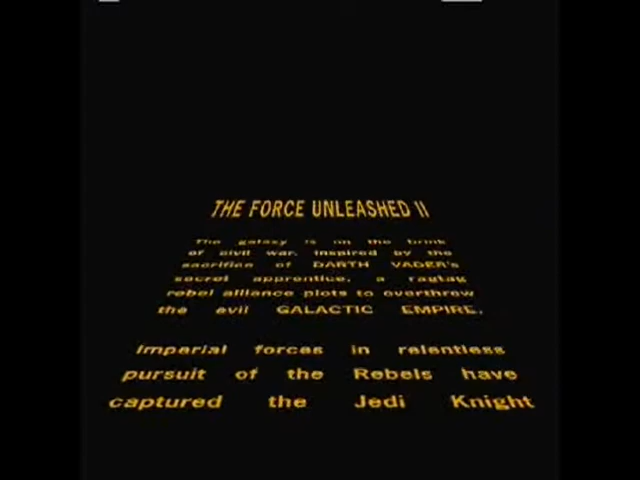 THE FORCE UNLEASHED II
The galaxy is on the brink
of civil war. Inspired by the
sacrifice of DARTH VADER's
secret apprentice, a ragtag
rebel alliance plots to overthrow
the evil GALACTIC EMPIRE.
Imperial forces in relentless
pursuit of the Rebels have
captured the Jedi Knight